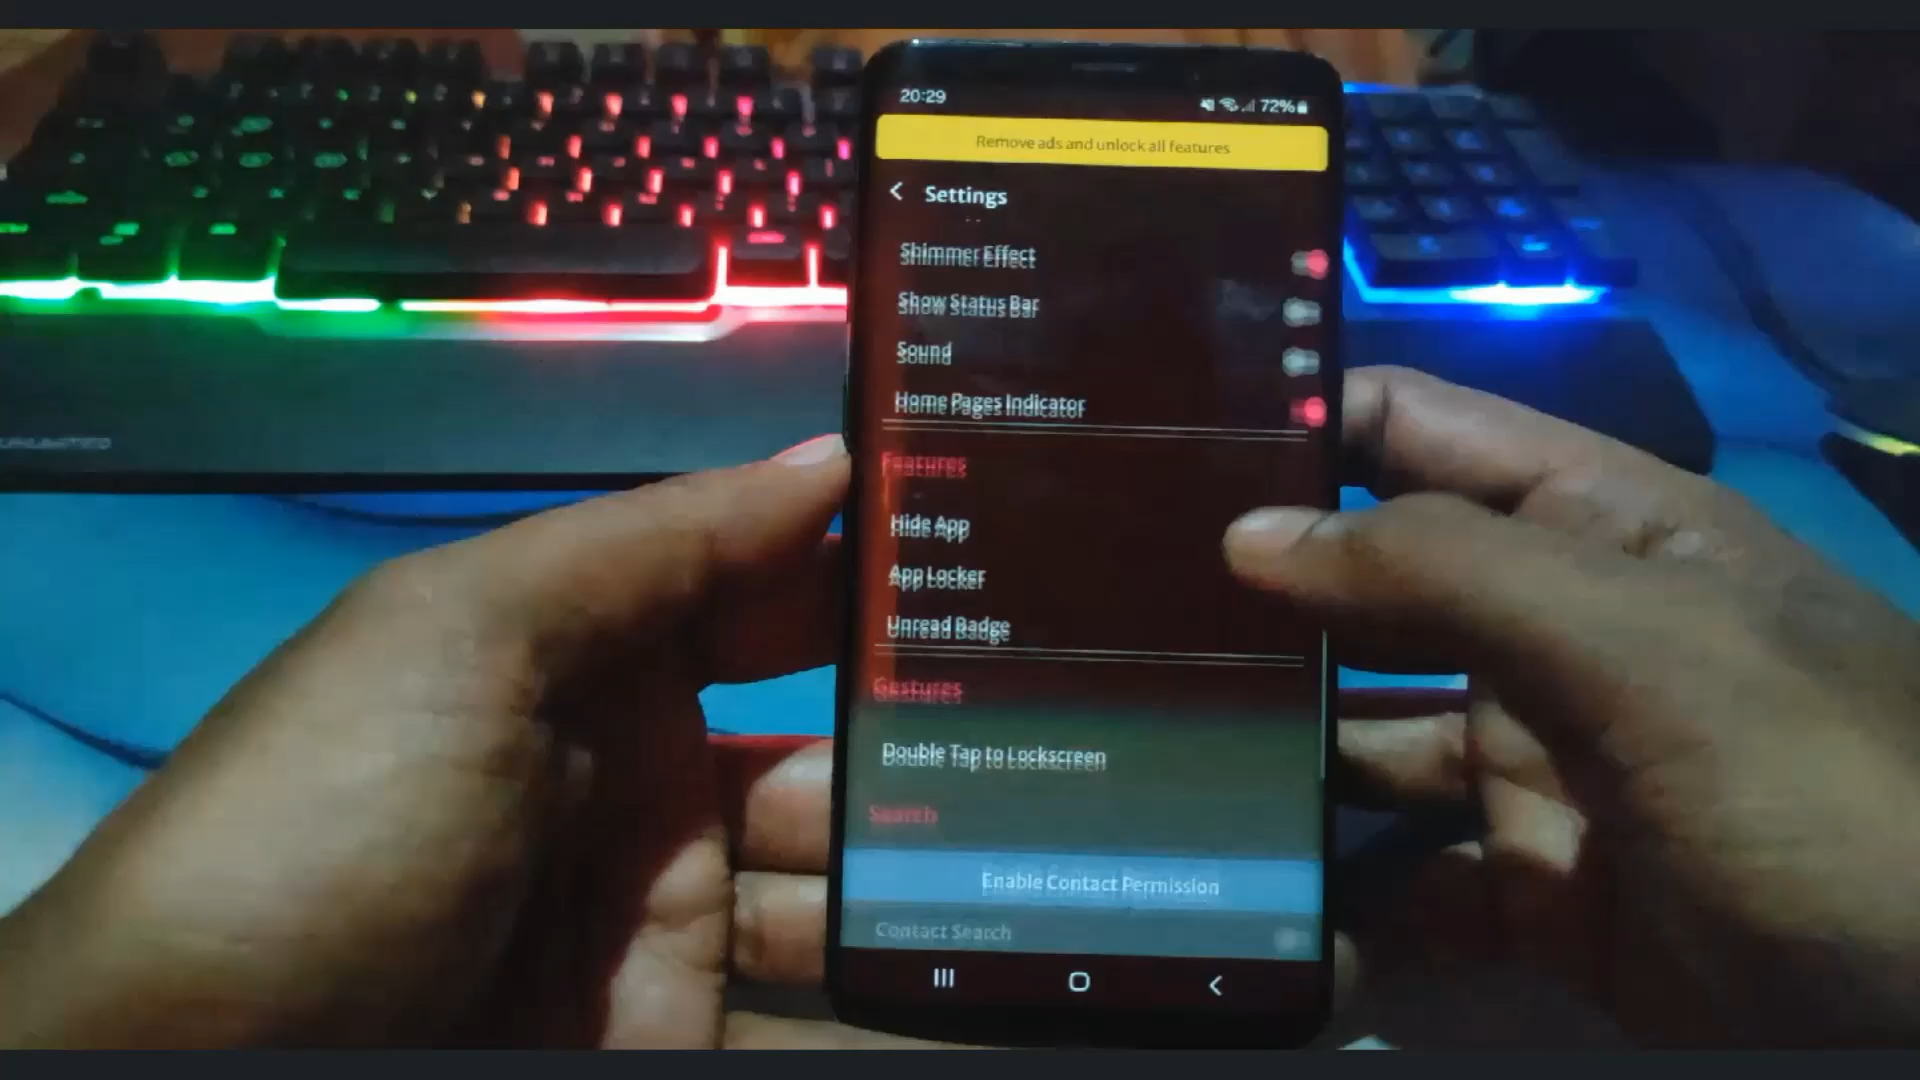 20:29
72%
Remove ads and unlock all features
Settings
Shimmer Effect
Show Status Bar
Sound
Home Pages Indicator
Features
Hide App
App Locker
Unread Badge
Gestures
Double Tap to Lockscreen
Search
Enable Contact Permission
Contact Search